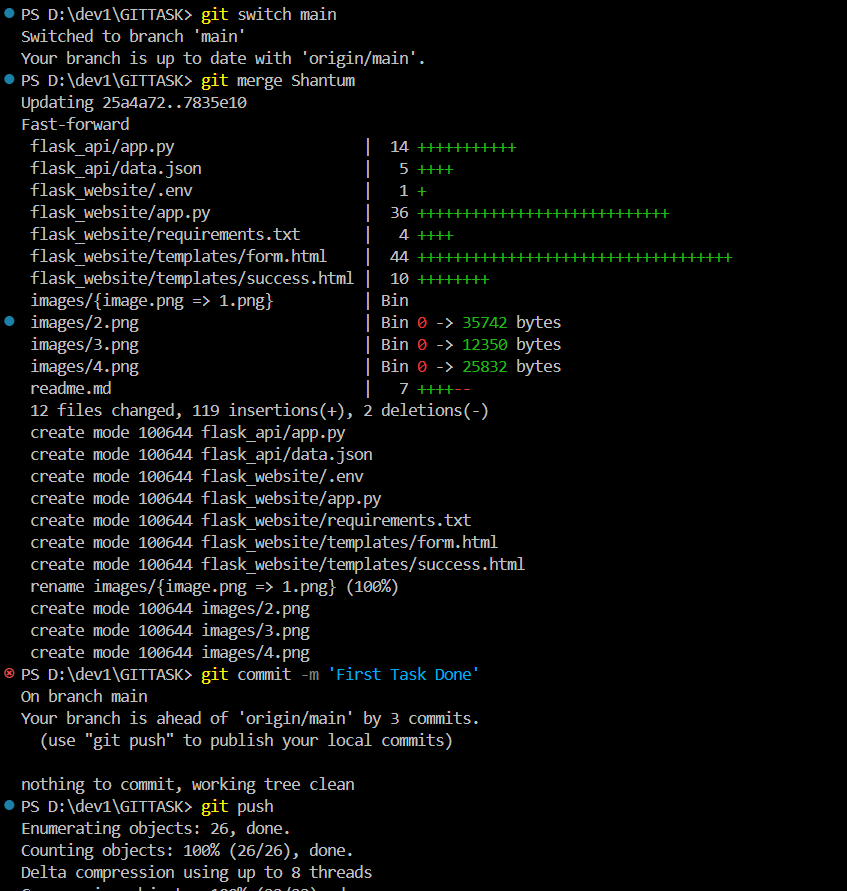 PS D:\dev1\GITTASK> git switch main
Switched to branch 'main'
Your branch is up to date with 'origin/main'.
PS D:\dev1\GITTASK> git merge Shantum
Updating 25a4a72..7835e10
Fast-forward
 flask_api/app.py                     |  14 +++++++++++
 flask_api/data.json                  |   5 ++++
 flask_website/.env                   |   1 +
 flask_website/app.py                 |  36 ++++++++++++++++++++++++++++
 flask_website/requirements.txt       |   4 ++++
 flask_website/templates/form.html    |  44 +++++++++++++++++++++++++++++++++++
 flask_website/templates/success.html |  10 ++++++++
 images/{image.png => 1.png}          | Bin
 images/2.png                         | Bin 0 -> 35742 bytes
 images/3.png                         | Bin 0 -> 12350 bytes
 images/4.png                         | Bin 0 -> 25832 bytes
 readme.md                            |   7 ++++--
 12 files changed, 119 insertions(+), 2 deletions(-)
 create mode 100644 flask_api/app.py
 create mode 100644 flask_api/data.json
 create mode 100644 flask_website/.env
 create mode 100644 flask_website/app.py
 create mode 100644 flask_website/requirements.txt
 create mode 100644 flask_website/templates/form.html
 create mode 100644 flask_website/templates/success.html
 rename images/{image.png => 1.png} (100%)
 create mode 100644 images/2.png
 create mode 100644 images/3.png
 create mode 100644 images/4.png
PS D:\dev1\GITTASK> git commit -m 'First Task Done'
On branch main
Your branch is ahead of 'origin/main' by 3 commits.
  (use "git push" to publish your local commits)

nothing to commit, working tree clean
PS D:\dev1\GITTASK> git push
Enumerating objects: 26, done.
Counting objects: 100% (26/26), done.
Delta compression using up to 8 threads